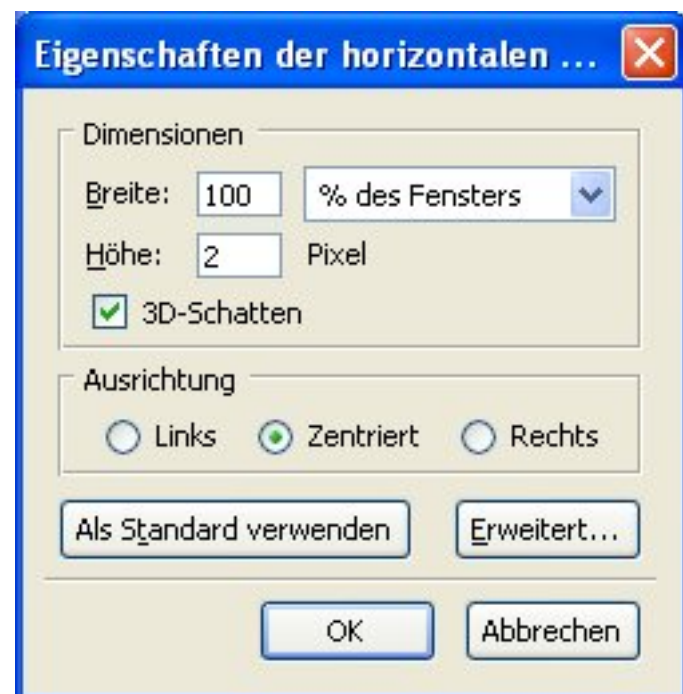 Eigenschaften der horizontalen ...
Dimensionen
Breite: 100 % des Fensters
Höhe: 2 Pixel
3D-Schatten
Ausrichtung
Links Zentriert Rechts
Als Standard verwenden Erweitert...
OK Abbrechen